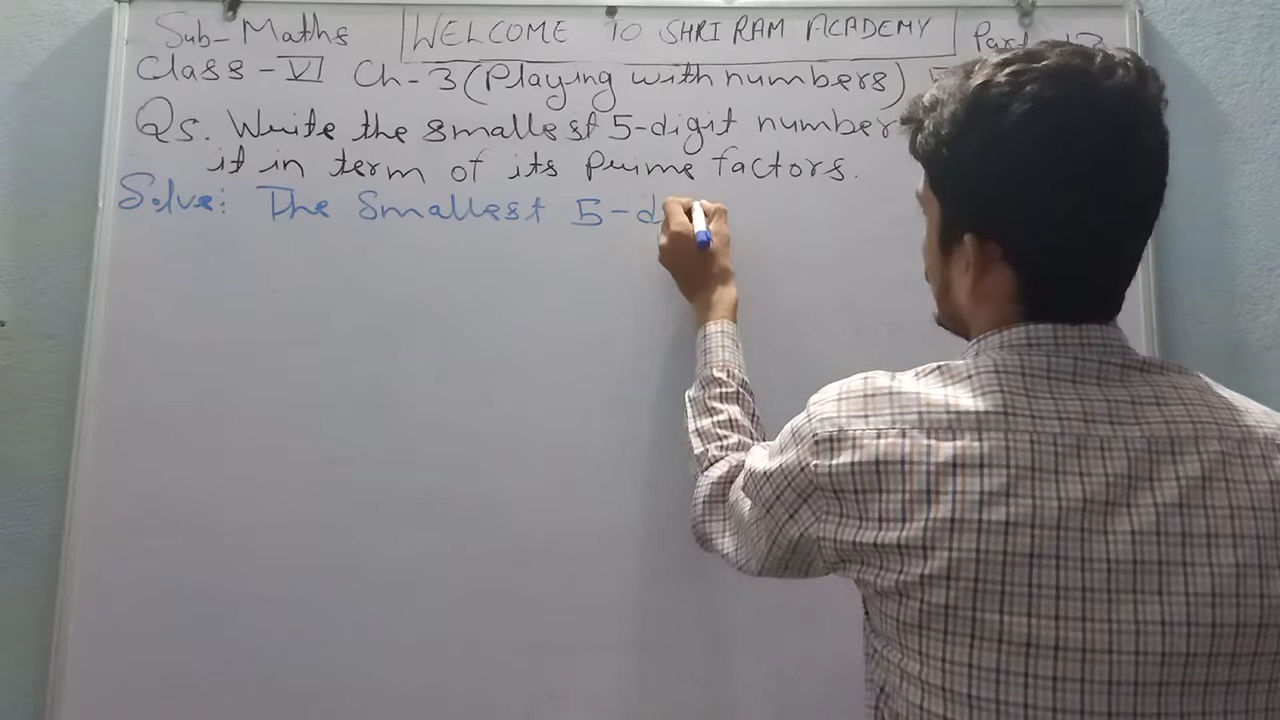 Sub-Maths WELCOME TO SHRI RAM ACADEMY Part
Class-VI Ch-3 (Playing with numbers)
Q5. Write the smallest 5-digit number
it in term of its Prime factors.
Solve: The Smallest 5-d